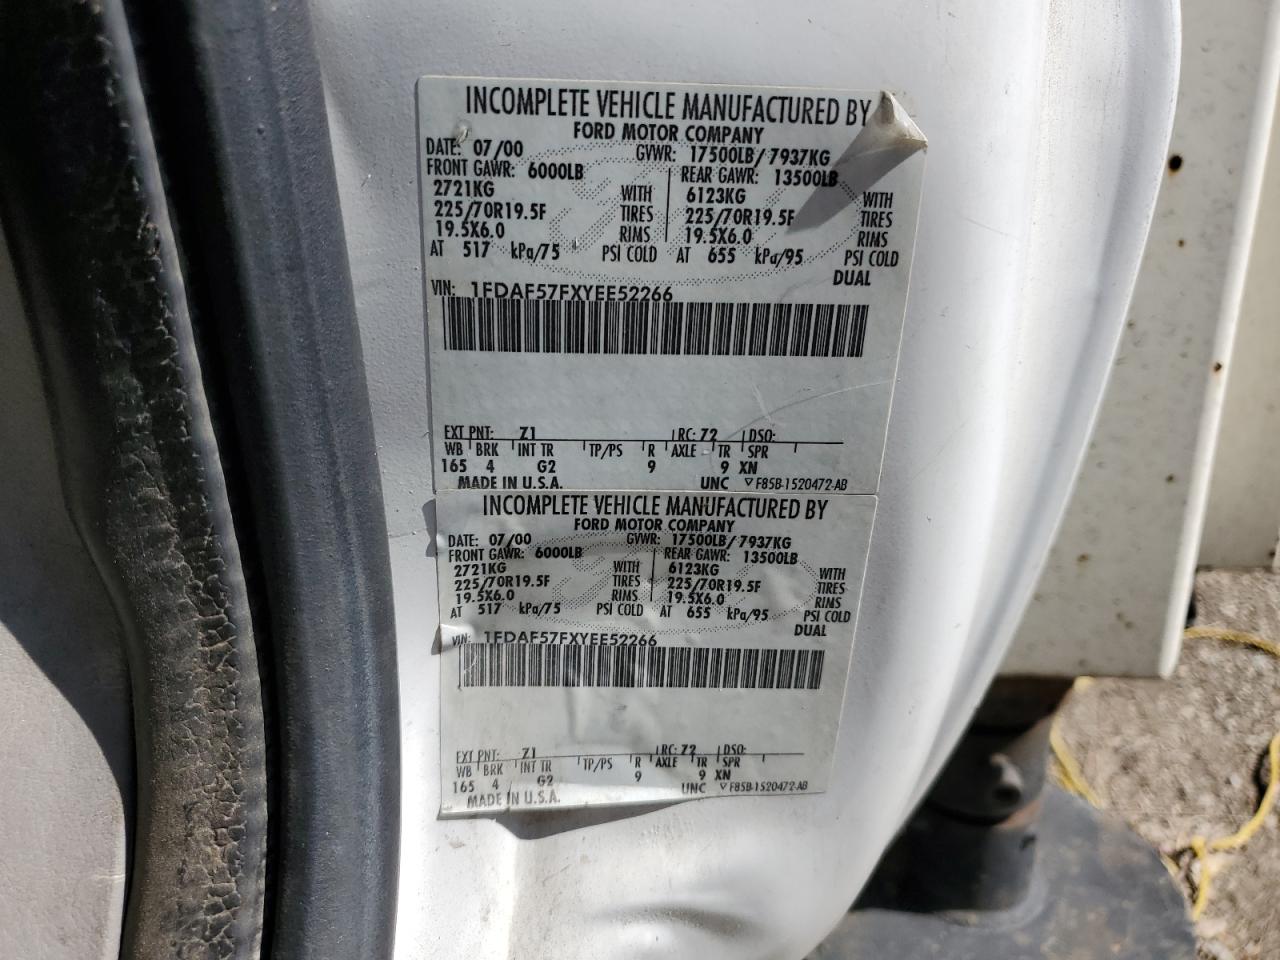 INCOMPLETE VEHICLE MANUFACTURED BY
FORD MOTOR COMPANY
DATE: 07/00 GVWR: 17500LB/7937KG
FRONT GAWR: 6000LB REAR GAWR: 13500LB
2721KG WITH 6123KG WITH
225/70R19.5F TIRES 225/70R19.5F TIRES
19.5X6.0 RIMS 19.5X6.0 RIMS
AT 517 kPa/75 PSI COLD AT 655 kPa/95 PSI COLD
DUAL
VIN: 1FDAF57FXYEE52266
EXT PNT: Z1 RC: 72 DSO:
WB BRK INT TR TP/PS R AXLE TR SPR
165 4 G2 9 9 XN
MADE IN U.S.A. UNC ▽ F85B-1520472-AB
INCOMPLETE VEHICLE MANUFACTURED BY
FORD MOTOR COMPANY
DATE: 07/00 GVWR: 17500LB/7937KG
FRONT GAWR: 6000LB REAR GAWR: 13500LB
2721KG WITH 6123KG WITH
225/70R19.5F TIRES 225/70R19.5F TIRES
19.5X6.0 RIMS 19.5X6.0 RIMS
AT 517 kPa/75 PSI COLD AT 655 kPa/95 PSI COLD
DUAL
VIN: 1FDAF57FXYEE52266
EXT PNT: Z1 RC: 72 DSO:
WB BRK INT TR TP/PS R AXLE TR SPR
165 4 G2 9 9 XN
MADE IN U.S.A. UNC ▽ F85B-1520472-AB